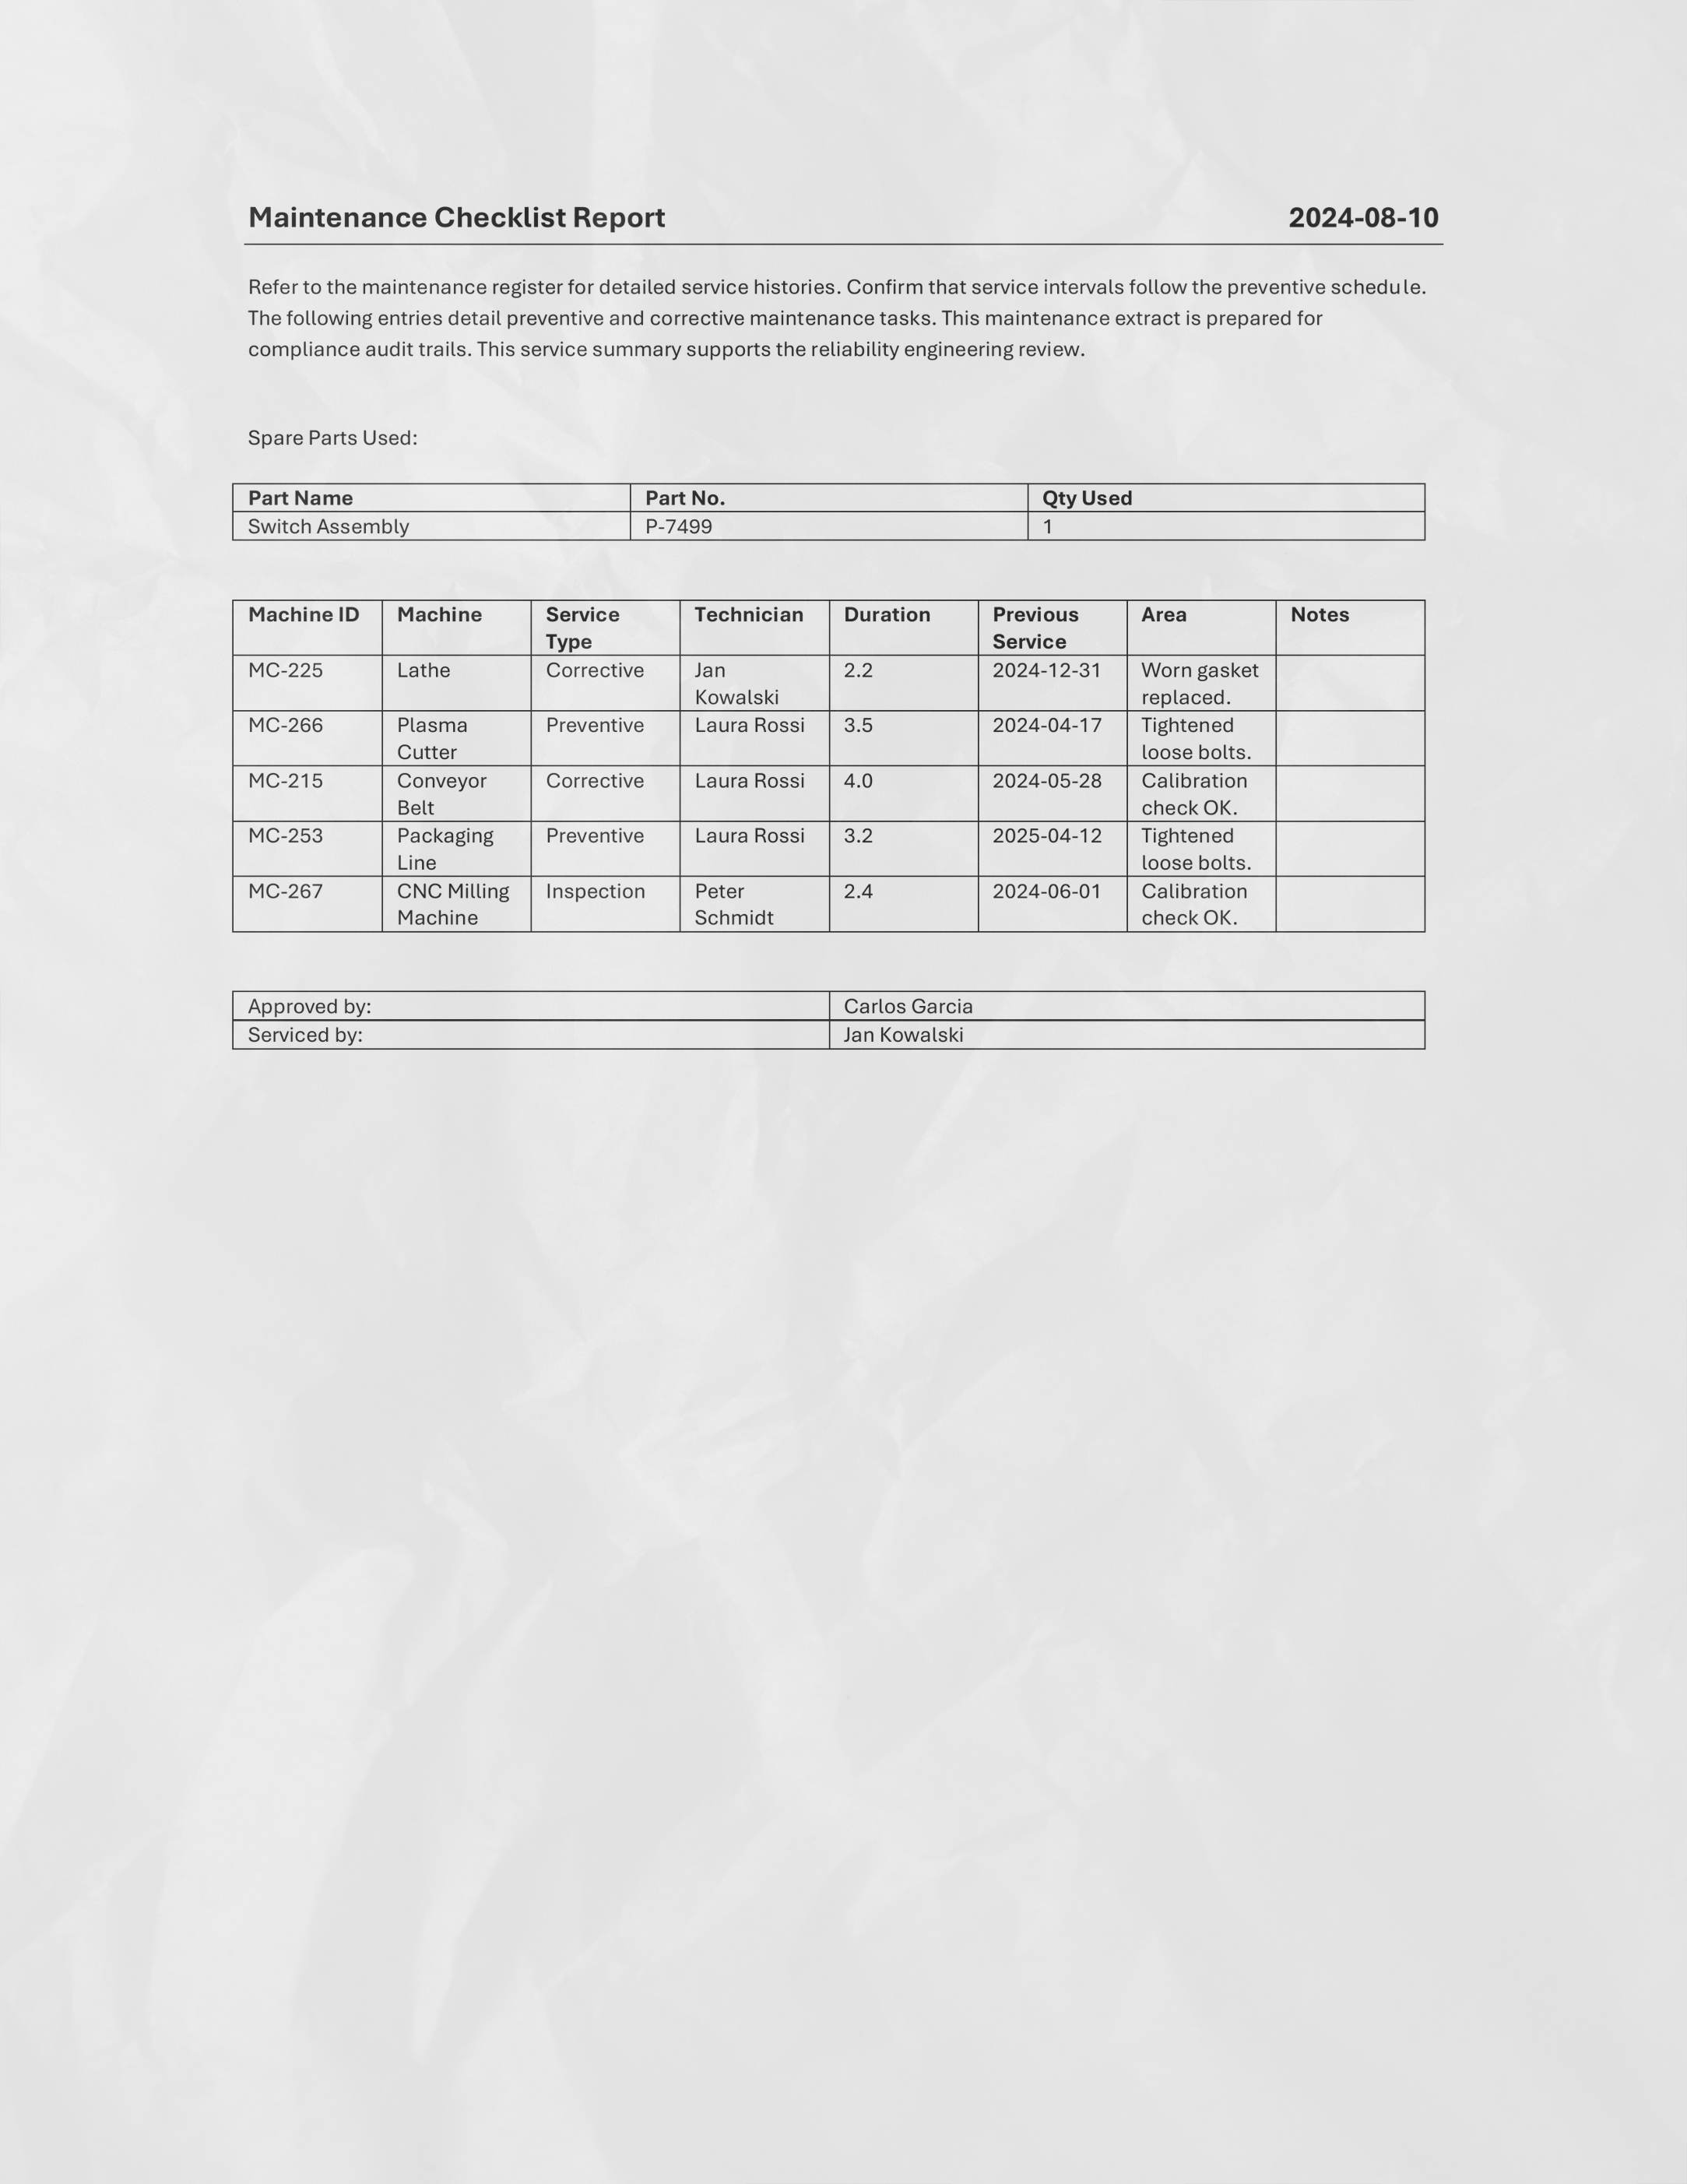 Maintenance Checklist Report 2024-08-10
Refer to the maintenance register for detailed service histories. Confirm that service intervals follow the preventive schedule.
The following entries detail preventive and corrective maintenance tasks. This maintenance extract is prepared for
compliance audit trails. This service summary supports the reliability engineering review.
Spare Parts Used:
Part Name Part No. Qty Used
Switch Assembly P-7499 1
Machine ID Machine Service Type Technician Duration Previous Service Area Notes
MC-225 Lathe Corrective Jan Kowalski 2.2 2024-12-31 Worn gasket replaced.
MC-266 Plasma Cutter Preventive Laura Rossi 3.5 2024-04-17 Tightened loose bolts.
MC-215 Conveyor Belt Corrective Laura Rossi 4.0 2024-05-28 Calibration check OK.
MC-253 Packaging Line Preventive Laura Rossi 3.2 2025-04-12 Tightened loose bolts.
MC-267 CNC Milling Machine Inspection Peter Schmidt 2.4 2024-06-01 Calibration check OK.
Approved by: Carlos Garcia
Serviced by: Jan Kowalski